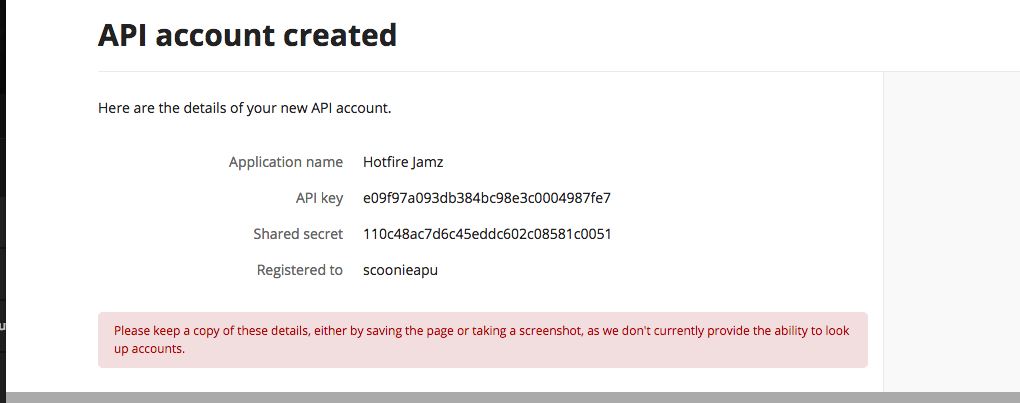 API account created
Here are the details of your new API account.
Application name Hotfire Jamz
API key e09f97a093db384bc98e3c0004987fe7
Shared secret 110c48ac7d6c45eddc602c08581c0051
Registered to scoonieapu
Please keep a copy of these details, either by saving the page or taking a screenshot, as we don't currently provide the ability to look
up accounts.